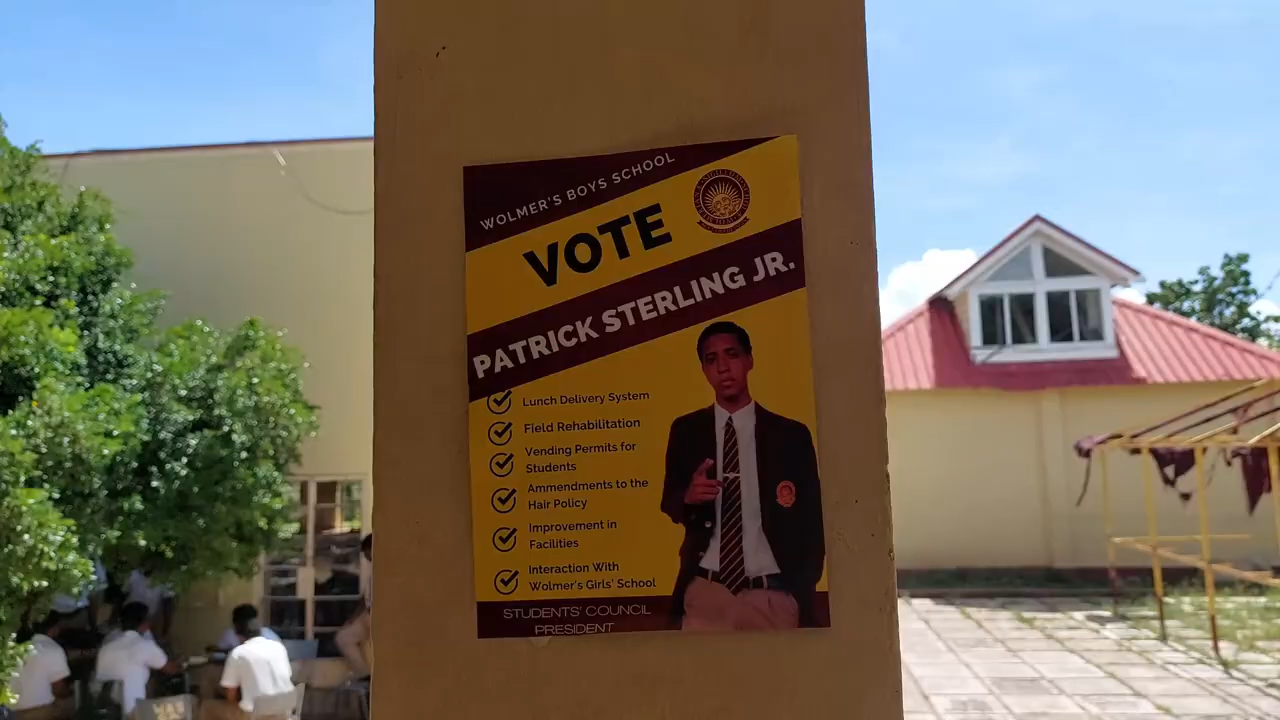 WOLMER'S BOYS SCHOOL
VOTE
PATRICK STERLING JR.
Lunch Delivery System
Field Rehabilitation
Vending Permits for
Students
Ammendments to the
Hair Policy
Improvement in
Facilities
Interaction With
Wolmer's Girls' School
STUDENTS' COUNCIL
PRESIDENT